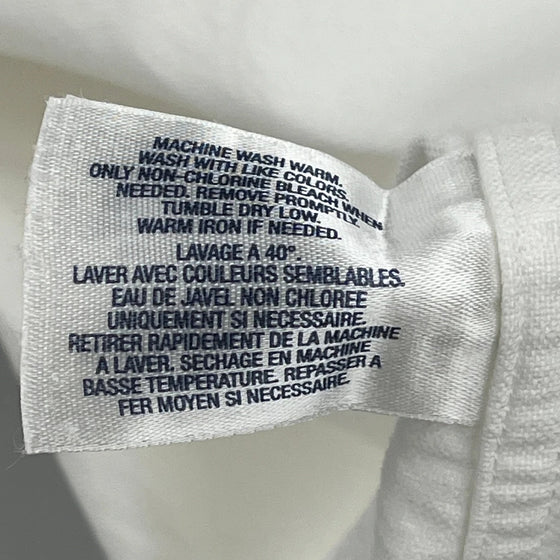 MACHINE WASH WARM.
WASH WITH LIKE COLORS.
ONLY NON-CHLORINE BLEACH WHEN
NEEDED. REMOVE PROMPTLY.
TUMBLE DRY LOW.
WARM IRON IF NEEDED.
LAVAGE A 40°.
LAVER AVEC COULEURS SEMBLABLES.
EAU DE JAVEL NON CHLOREE
UNIQUEMENT SI NECESSAIRE.
RETIRER RAPIDEMENT DE LA MACHINE
A LAVER. SECHAGE EN MACHINE
BASSE TEMPERATURE. REPASSER A
FER MOYEN SI NECESSAIRE.